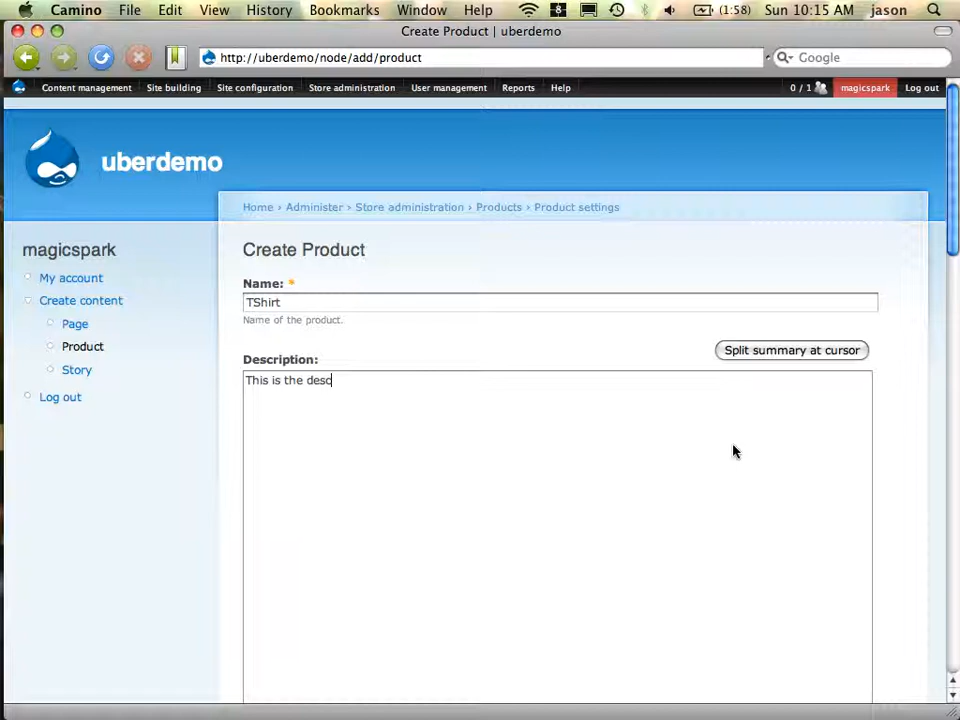 Camino File Edit View History Bookmarks Window Help (1:58) Sun 10:15 AM jason
Create Product | uberdemo
http://uberdemo/node/add/product Google
Content management Site building Site configuration Store administration User management Reports Help 0 / 1 magicspark Log out
uberdemo
Home › Administer › Store administration › Products › Product settings
magicspark
My account
Create content
Page
Product
Story
Log out
Create Product
Name: *
TShirt
Name of the product.
Split summary at cursor
Description:
This is the desc